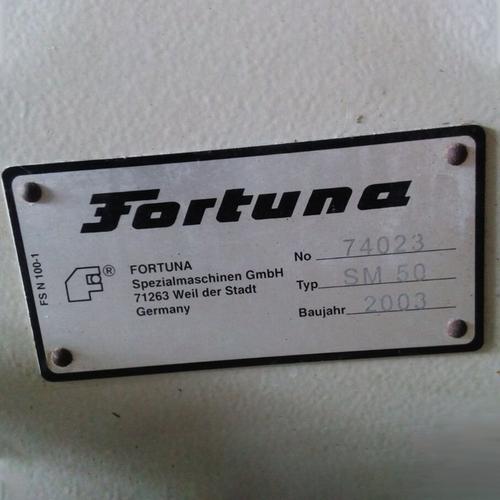 Fortuna
FS N 100-1
®
FORTUNA
Spezialmaschinen GmbH
71263 Weil der Stadt
Germany
No 74023
Typ SM 50
Baujahr 2003